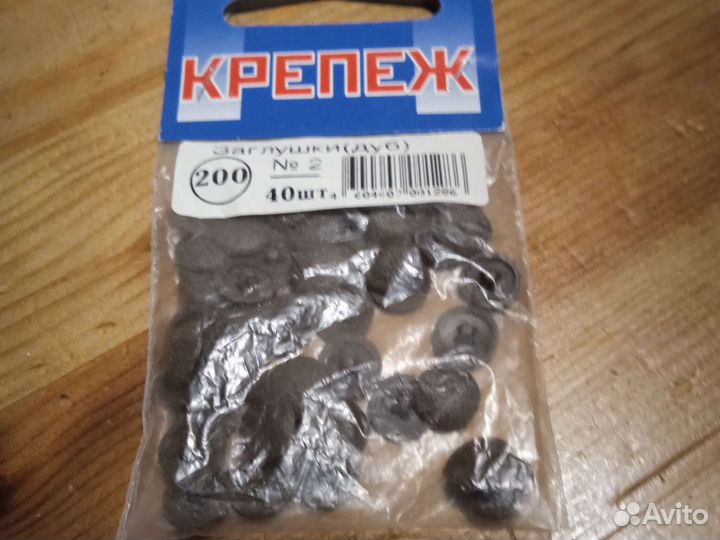 КРЕПЕЖ
Заглушки(дуб)
200
№ 2
40шт.
Avito